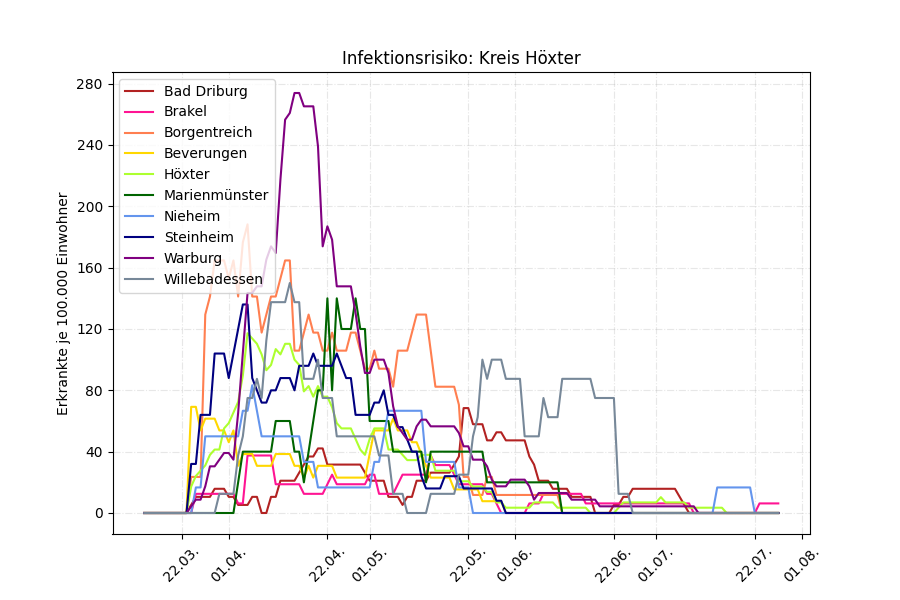 Infektionsrisiko: Kreis Höxter
Erkrankte je 100.000 Einwohner
280
240
200
160
120
80
40
0
Bad Driburg
Brakel
Borgentreich
Beverungen
Höxter
Marienmünster
Nieheim
Steinheim
Warburg
Willebadessen
22.03.
01.04.
22.04.
01.05.
22.05.
01.06.
22.06.
01.07.
22.07.
01.08.